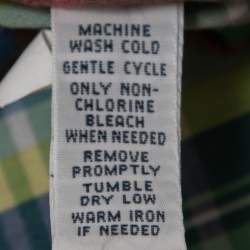 MACHINE
WASH COLD
GENTLE CYCLE
ONLY NON-
CHLORINE
BLEACH
WHEN NEEDED
REMOVE
PROMPTLY
TUMBLE
DRY LOW
WARM IRON
IF NEEDED